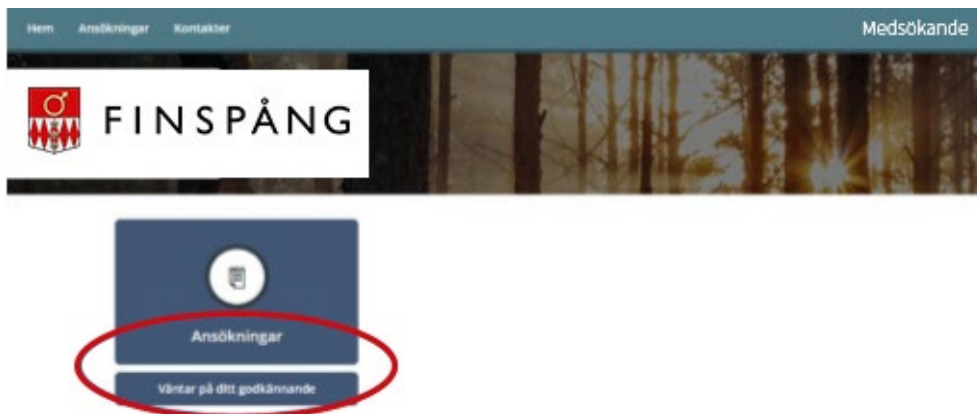 Hem Ansökningar Kontakter Medsökande
FINSPÅNG
Ansökningar
Väntar på ditt godkännande